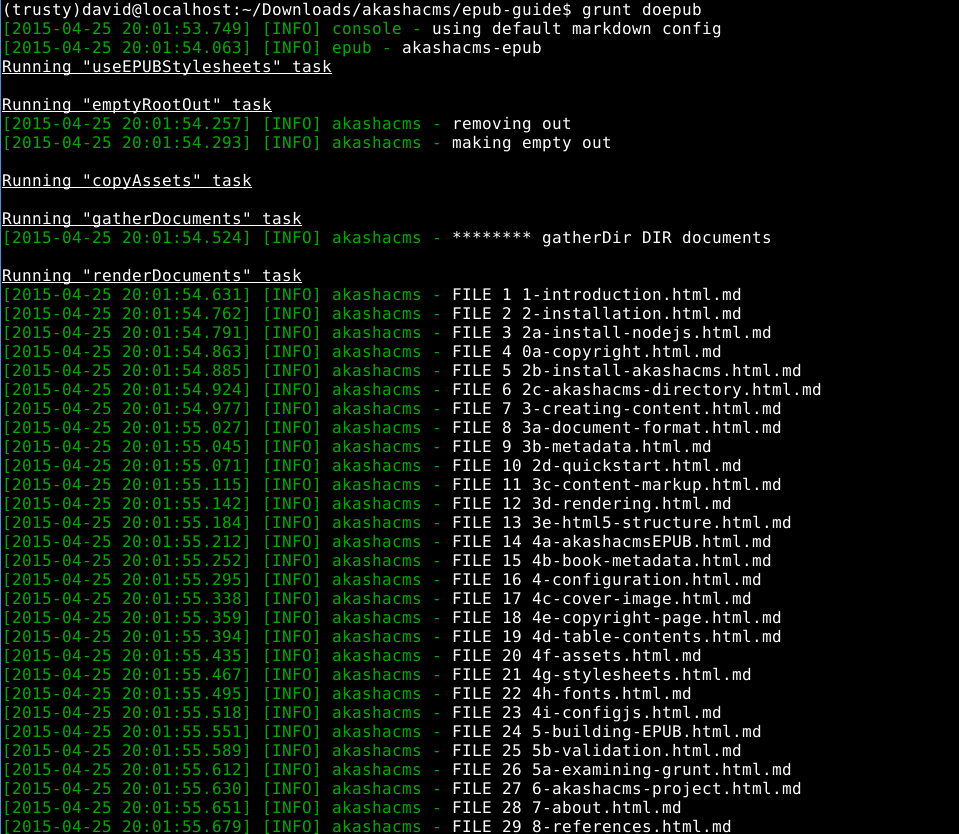 (trusty)david@localhost:~/Downloads/akashacms/epub-guide$ grunt doepub
[2015-04-25 20:01:53.749] [INFO] console - using default markdown config
[2015-04-25 20:01:54.063] [INFO] epub - akashacms-epub
Running "useEPUBStylesheets" task
Running "emptyRootOut" task
[2015-04-25 20:01:54.257] [INFO] akashacms - removing out
[2015-04-25 20:01:54.293] [INFO] akashacms - making empty out
Running "copyAssets" task
Running "gatherDocuments" task
[2015-04-25 20:01:54.524] [INFO] akashacms - ******** gatherDir DIR documents
Running "renderDocuments" task
[2015-04-25 20:01:54.631] [INFO] akashacms - FILE 1 1-introduction.html.md
[2015-04-25 20:01:54.762] [INFO] akashacms - FILE 2 2-installation.html.md
[2015-04-25 20:01:54.791] [INFO] akashacms - FILE 3 2a-install-nodejs.html.md
[2015-04-25 20:01:54.863] [INFO] akashacms - FILE 4 0a-copyright.html.md
[2015-04-25 20:01:54.885] [INFO] akashacms - FILE 5 2b-install-akashacms.html.md
[2015-04-25 20:01:54.924] [INFO] akashacms - FILE 6 2c-akashacms-directory.html.md
[2015-04-25 20:01:54.977] [INFO] akashacms - FILE 7 3-creating-content.html.md
[2015-04-25 20:01:55.027] [INFO] akashacms - FILE 8 3a-document-format.html.md
[2015-04-25 20:01:55.045] [INFO] akashacms - FILE 9 3b-metadata.html.md
[2015-04-25 20:01:55.071] [INFO] akashacms - FILE 10 2d-quickstart.html.md
[2015-04-25 20:01:55.115] [INFO] akashacms - FILE 11 3c-content-markup.html.md
[2015-04-25 20:01:55.142] [INFO] akashacms - FILE 12 3d-rendering.html.md
[2015-04-25 20:01:55.184] [INFO] akashacms - FILE 13 3e-html5-structure.html.md
[2015-04-25 20:01:55.212] [INFO] akashacms - FILE 14 4a-akashacmsEPUB.html.md
[2015-04-25 20:01:55.252] [INFO] akashacms - FILE 15 4b-book-metadata.html.md
[2015-04-25 20:01:55.295] [INFO] akashacms - FILE 16 4-configuration.html.md
[2015-04-25 20:01:55.338] [INFO] akashacms - FILE 17 4c-cover-image.html.md
[2015-04-25 20:01:55.359] [INFO] akashacms - FILE 18 4e-copyright-page.html.md
[2015-04-25 20:01:55.394] [INFO] akashacms - FILE 19 4d-table-contents.html.md
[2015-04-25 20:01:55.435] [INFO] akashacms - FILE 20 4f-assets.html.md
[2015-04-25 20:01:55.467] [INFO] akashacms - FILE 21 4g-stylesheets.html.md
[2015-04-25 20:01:55.495] [INFO] akashacms - FILE 22 4h-fonts.html.md
[2015-04-25 20:01:55.518] [INFO] akashacms - FILE 23 4i-configjs.html.md
[2015-04-25 20:01:55.551] [INFO] akashacms - FILE 24 5-building-EPUB.html.md
[2015-04-25 20:01:55.589] [INFO] akashacms - FILE 25 5b-validation.html.md
[2015-04-25 20:01:55.612] [INFO] akashacms - FILE 26 5a-examining-grunt.html.md
[2015-04-25 20:01:55.630] [INFO] akashacms - FILE 27 6-akashacms-project.html.md
[2015-04-25 20:01:55.651] [INFO] akashacms - FILE 28 7-about.html.md
[2015-04-25 20:01:55.679] [INFO] akashacms - FILE 29 8-references.html.md